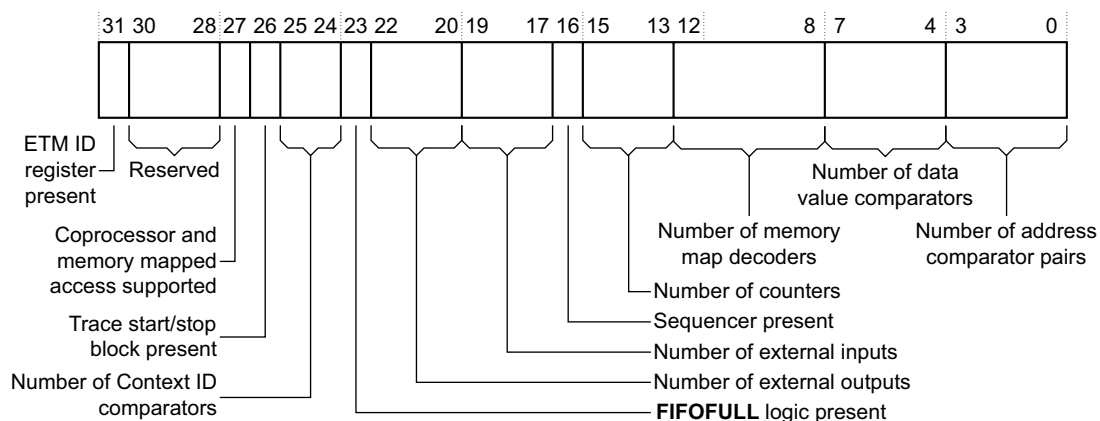 31 30 28 27 26 25 24 23 22 20 19 17 16 15 13 12 8 7 4 3 0
ETM ID
register
present
Reserved
Coprocessor and
memory mapped
access supported
Trace start/stop
block present
Number of Context ID
comparators
Number of data
value comparators
Number of memory
map decoders
Number of address
comparator pairs
Number of counters
Sequencer present
Number of external inputs
Number of external outputs
FIFOFULL logic present